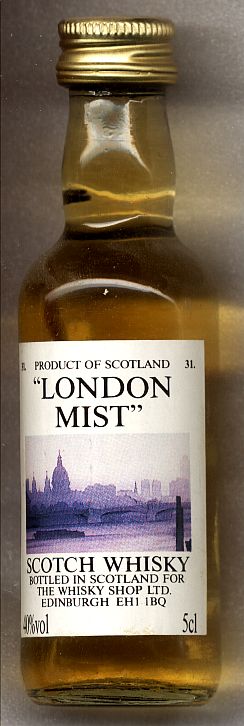 PRODUCT OF SCOTLAND 31.
"LONDON
MIST"
SCOTCH WHISKY
BOTTLED IN SCOTLAND FOR
THE WHISKY SHOP LTD.
EDINBURGH EH1 1BQ
40%vol 5cl